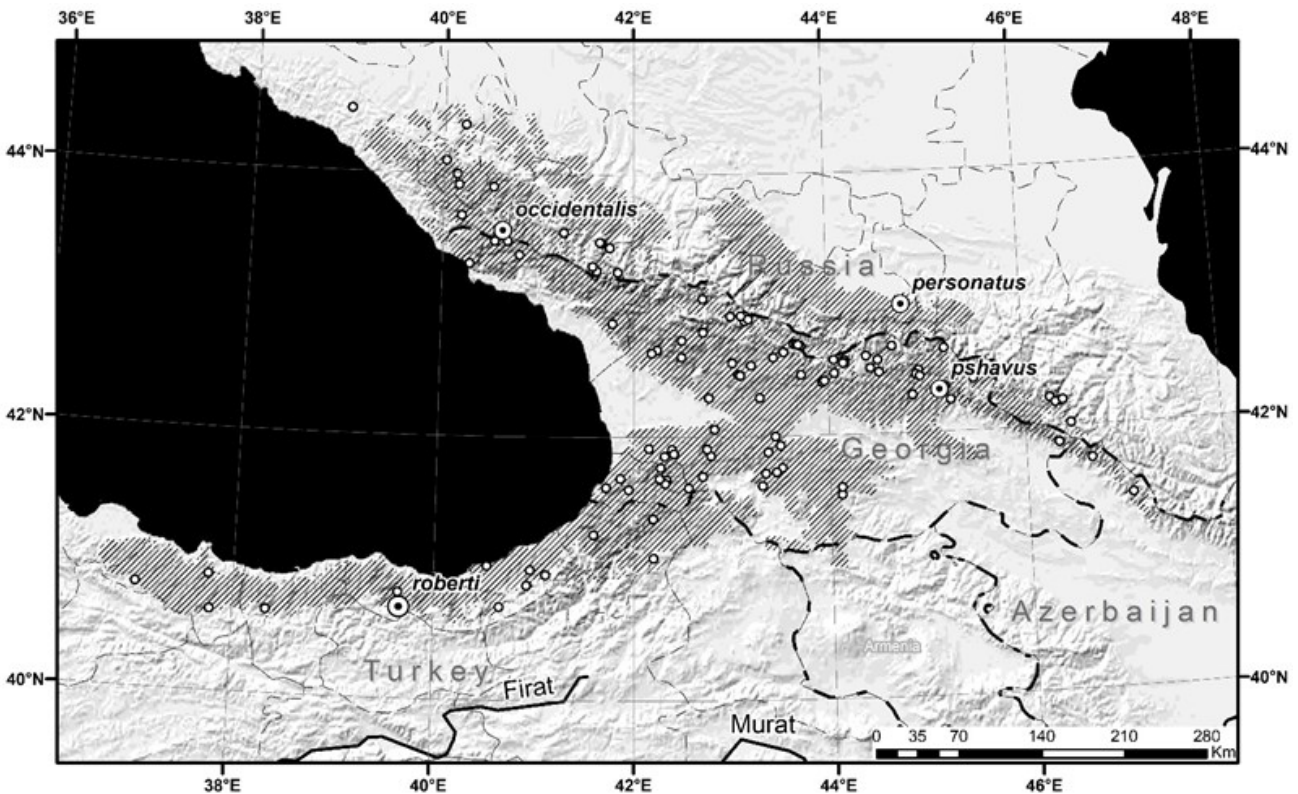 36°E 38°E 40°E 42°E 44°E 46°E 48°E
44°N 44°N
occidentalis
Russia
personatus
pshavus
42°N 42°N
Georgia
roberti
Azerbaijan
Armenia
Turkey
40°N 40°N
Firat
Murat
0 35 70 140 210 280
Km
38°E 40°E 42°E 44°E 46°E